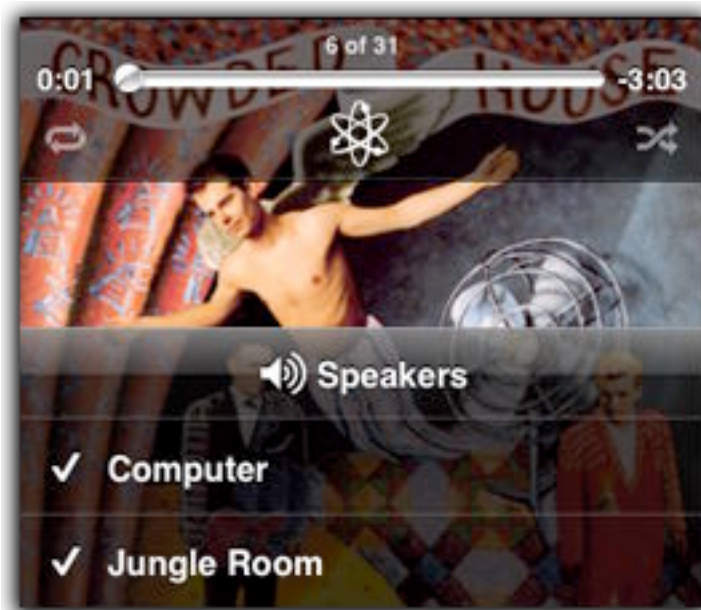 CROWDED HOUSE
6 of 31
0:01
-3:03
Speakers
Computer
Jungle Room